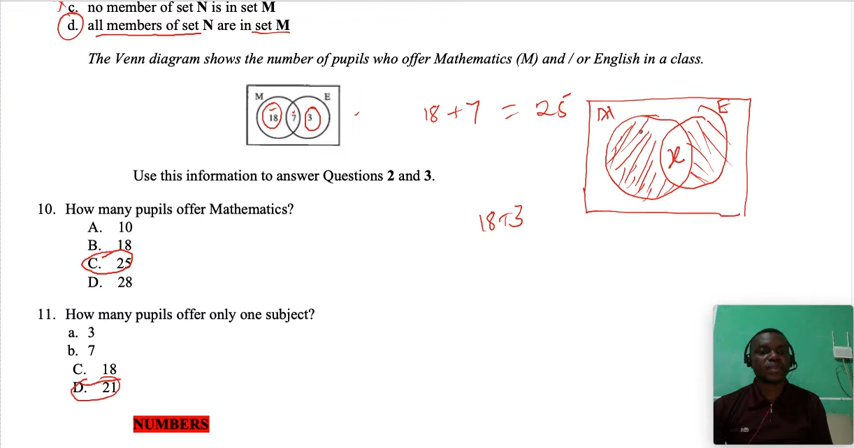 c. no member of set N is in set M
d. all members of set N are in set M
The Venn diagram shows the number of pupils who offer Mathematics (M) and / or English in a class.
M E
18 7 3
18 + 7 = 25
M E
x
Use this information to answer Questions 2 and 3.
10. How many pupils offer Mathematics?
A. 10
B. 18
C. 25
D. 28
18+3
11. How many pupils offer only one subject?
a. 3
b. 7
C. 18
D. 21
NUMBERS